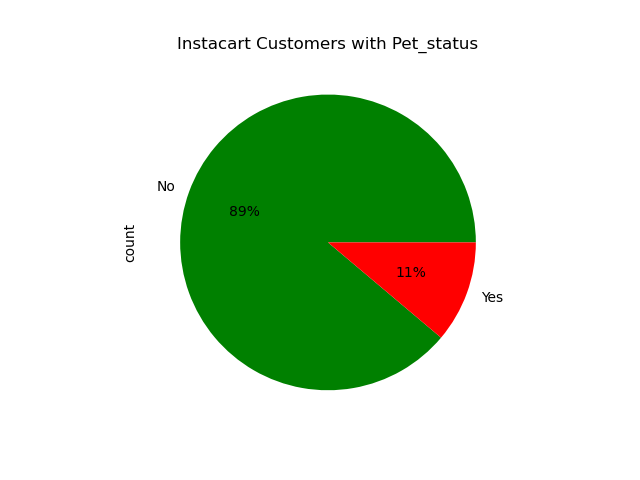 Instacart Customers with Pet_status
No
89%
count
11%
Yes